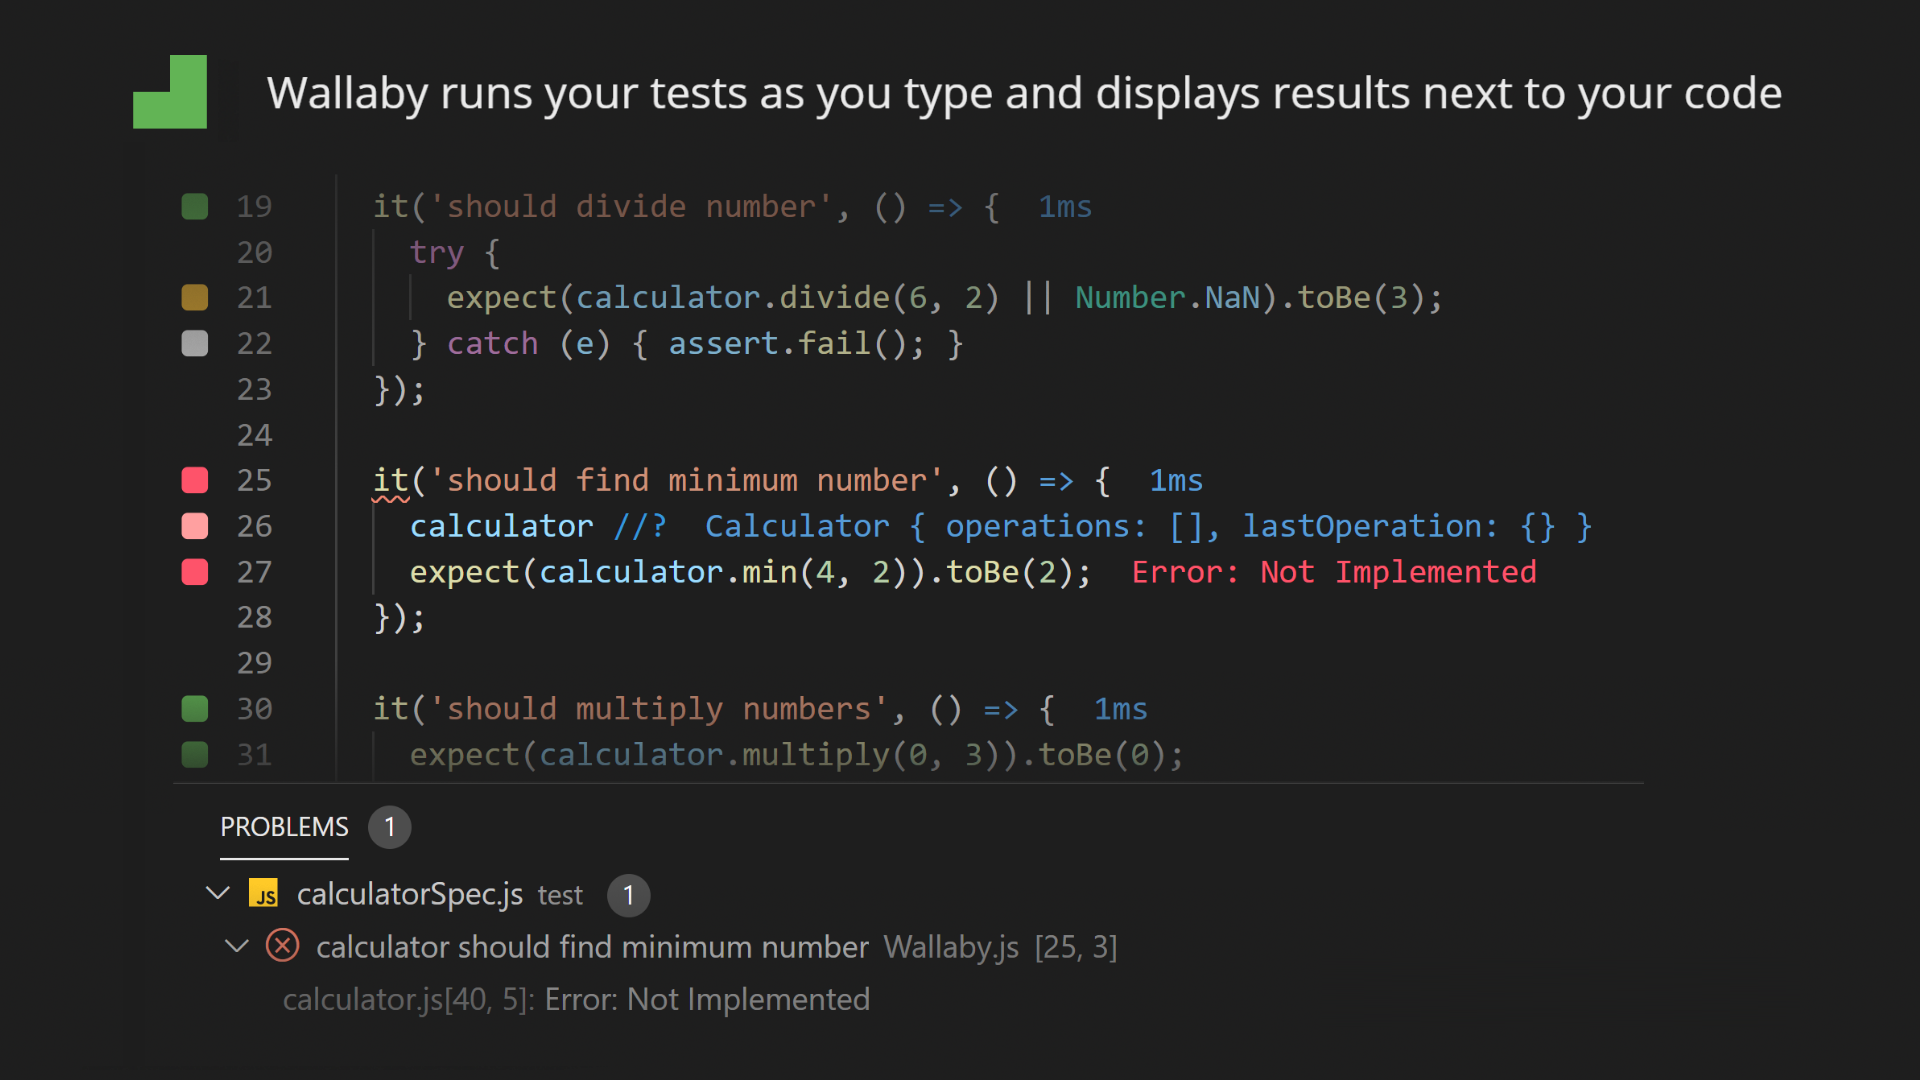 Wallaby runs your tests as you type and displays results next to your code
19 it('should divide number', () => { 1ms
20 try {
21 expect(calculator.divide(6, 2) || Number.NaN).toBe(3);
22 } catch (e) { assert.fail(); }
23 });
24
25 it('should find minimum number', () => { 1ms
26 calculator //? Calculator { operations: [], lastOperation: {} }
27 expect(calculator.min(4, 2)).toBe(2); Error: Not Implemented
28 });
29
30 it('should multiply numbers', () => { 1ms
31 expect(calculator.multiply(0, 3)).toBe(0);
PROBLEMS 1
JS calculatorSpec.js test 1
calculator should find minimum number Wallaby.js [25, 3]
calculator.js[40, 5]: Error: Not Implemented